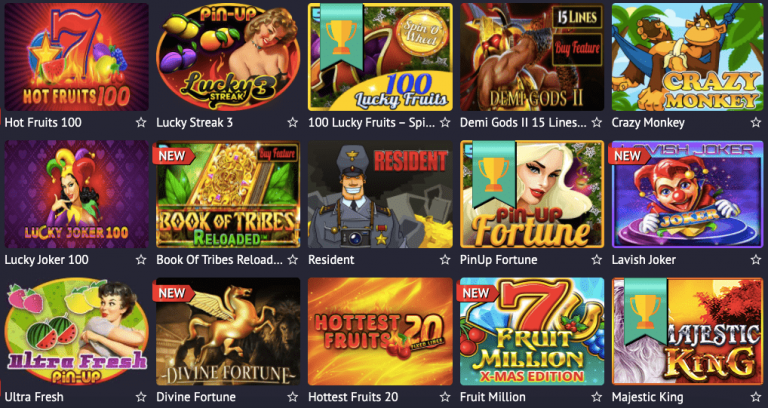 HOT FRUITS 100
PIN-UP
Lucky
STREAK 3
Spin O'
Wheel
100
Lucky Fruits
15 LINES
Buy Feature
DEMI GODS II
CRAZY
MONKEY
Hot Fruits 100
Lucky Streak 3
100 Lucky Fruits – Spi...
Demi Gods II 15 Lines...
Crazy Monkey
LUCKY JOKER 100
NEW
Buy Feature
BOOK OF TRIBES
RELOADED
RESIDENT
PIN-UP
Fortune
NEW
LAVISH JOKER
JOKER
Lucky Joker 100
Book Of Tribes Reload...
Resident
PinUp Fortune
Lavish Joker
Ultra Fresh
PIN-UP
NEW
DIVINE FORTUNE
HOTTEST
FRUITS 20
FIXED LINES
NEW
7
FRUIT
MILLION
X-MAS EDITION
MAJESTIC
KING
Ultra Fresh
Divine Fortune
Hottest Fruits 20
Fruit Million
Majestic King